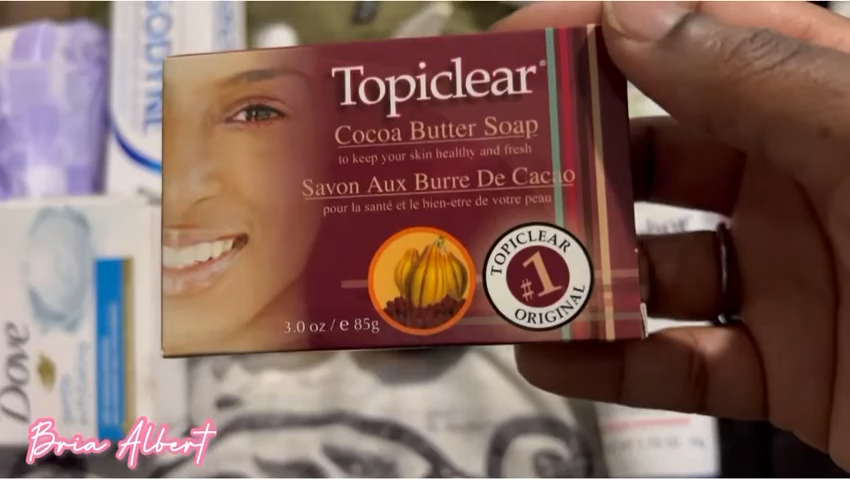 Topiclear®
Cocoa Butter Soap
to keep your skin healthy and fresh
Savon Aux Burre De Cacao
pour la santé et le bien-etre de votre peau
TOPICLEAR
#1
ORIGINAL
3.0 oz / e 85g
Dove
Bria Albert